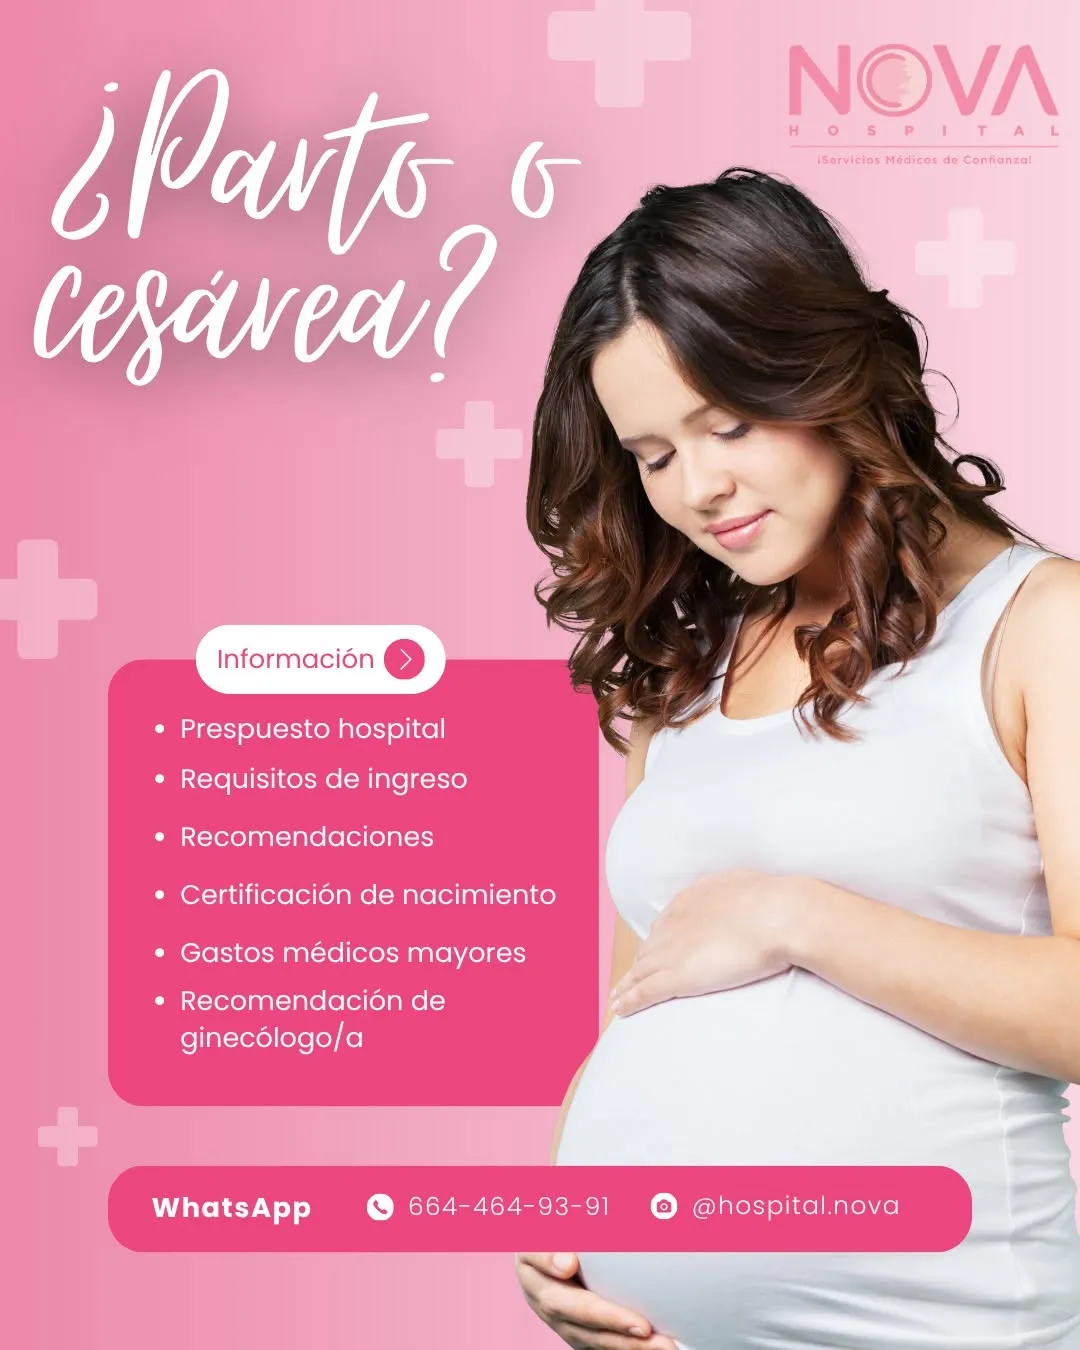 ¿Parto o
cesárea?
NOVA
HOSPITAL
¡Servicios Médicos de Confianza!
Información
• Prespuesto hospital
• Requisitos de ingreso
• Recomendaciones
• Certificación de nacimiento
• Gastos médicos mayores
• Recomendación de
ginecólogo/a
WhatsApp 664-464-93-91 @hospital.nova